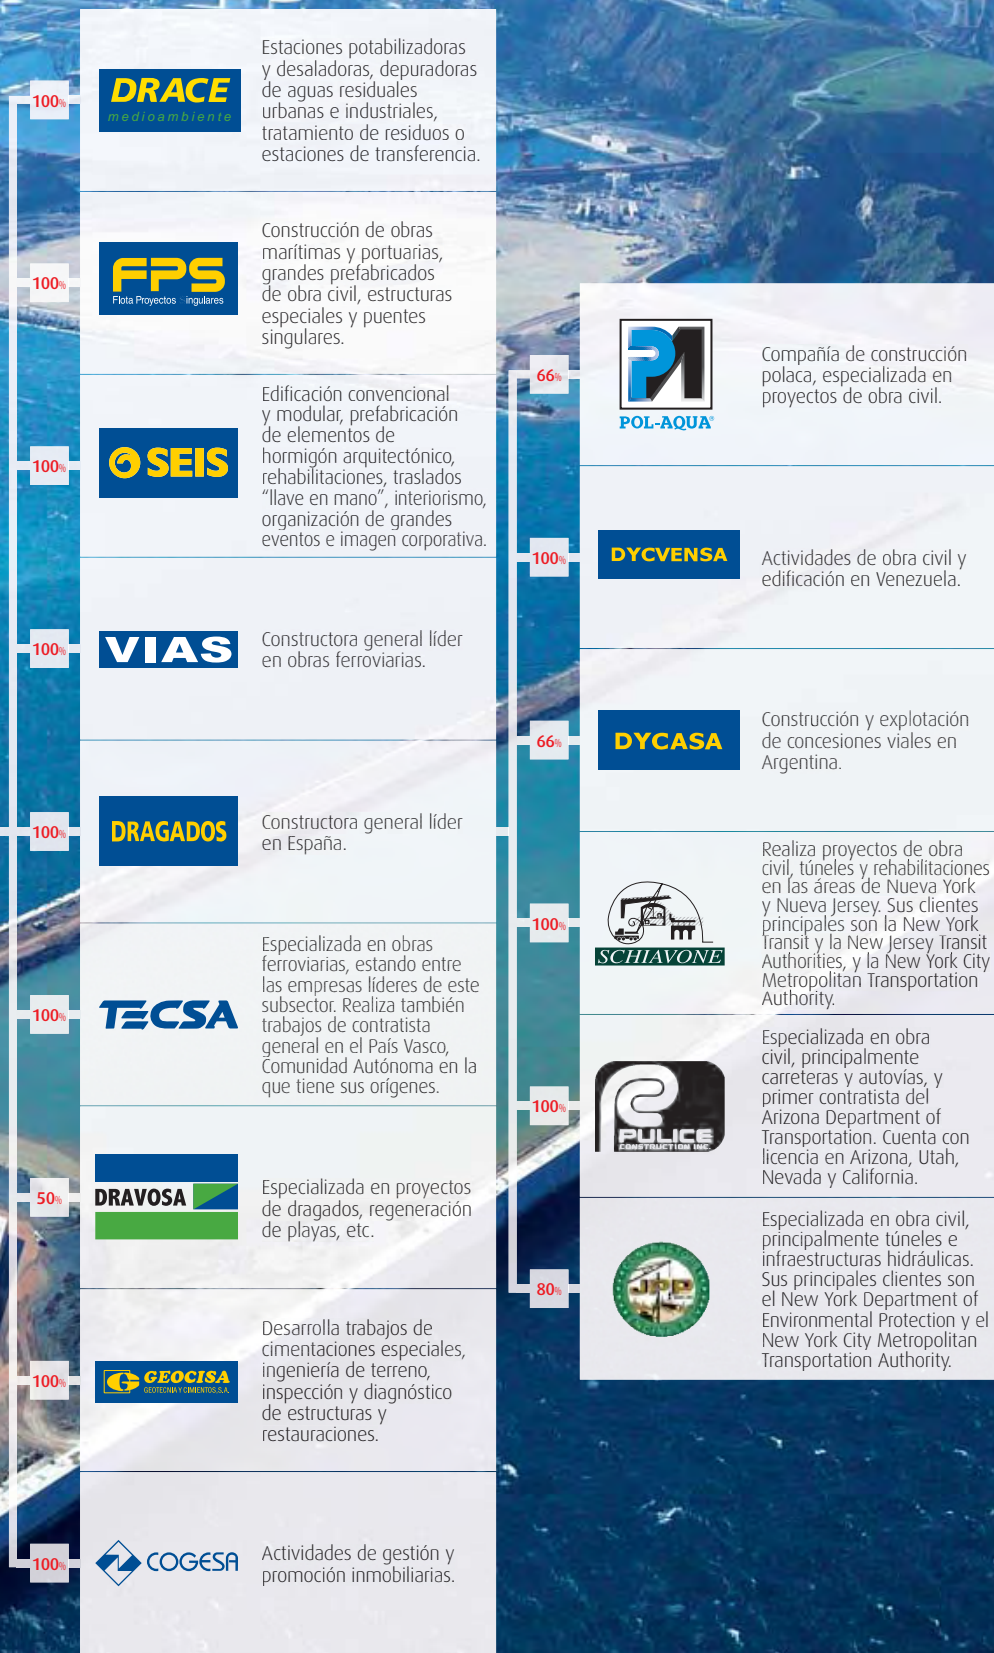 100%
DRACE
medioambiente
Estaciones potabilizadoras
y desaladoras, depuradoras
de aguas residuales
urbanas e industriales,
tratamiento de residuos o
estaciones de transferencia.
100%
FPS
Flota Proyectos Singulares
Construcción de obras
marítimas y portuarias,
grandes prefabricados
de obra civil, estructuras
especiales y puentes
singulares.
100%
SEIS
Edificación convencional
y modular, prefabricación
de elementos de
hormigón arquitectónico,
rehabilitaciones, traslados
“llave en mano”, interiorismo,
organización de grandes
eventos e imagen corporativa.
100%
VIAS
Constructora general líder
en obras ferroviarias.
100%
DRAGADOS
Constructora general líder
en España.
100%
TECSA
Especializada en obras
ferroviarias, estando entre
las empresas líderes de este
subsector. Realiza también
trabajos de contratista
general en el País Vasco,
Comunidad Autónoma en la
que tiene sus orígenes.
50%
DRAVOSA
Especializada en proyectos
de dragados, regeneración
de playas, etc.
100%
GEOCISA
GEOTECNIA Y CIMIENTOS, S.A.
Desarrolla trabajos de
cimentaciones especiales,
ingeniería de terreno,
inspección y diagnóstico
de estructuras y
restauraciones.
100%
COGESA
Actividades de gestión y
promoción inmobiliarias.
66%
POL-AQUA®
Compañía de construcción
polaca, especializada en
proyectos de obra civil.
100%
DYCVENSA
Actividades de obra civil y
edificación en Venezuela.
66%
DYCASA
Construcción y explotación
de concesiones viales en
Argentina.
100%
SCHIAVONE
Realiza proyectos de obra
civil, túneles y rehabilitaciones
en las áreas de Nueva York
y Nueva Jersey. Sus clientes
principales son la New York
Transit y la New Jersey Transit
Authorities, y la New York City
Metropolitan Transportation
Authority.
100%
PULICE
CONSTRUCTION INC.
Especializada en obra
civil, principalmente
carreteras y autovías, y
primer contratista del
Arizona Department of
Transportation. Cuenta con
licencia en Arizona, Utah,
Nevada y California.
80%
Especializada en obra civil,
principalmente túneles e
infraestructuras hidráulicas.
Sus principales clientes son
el New York Department of
Environmental Protection y el
New York City Metropolitan
Transportation Authority.